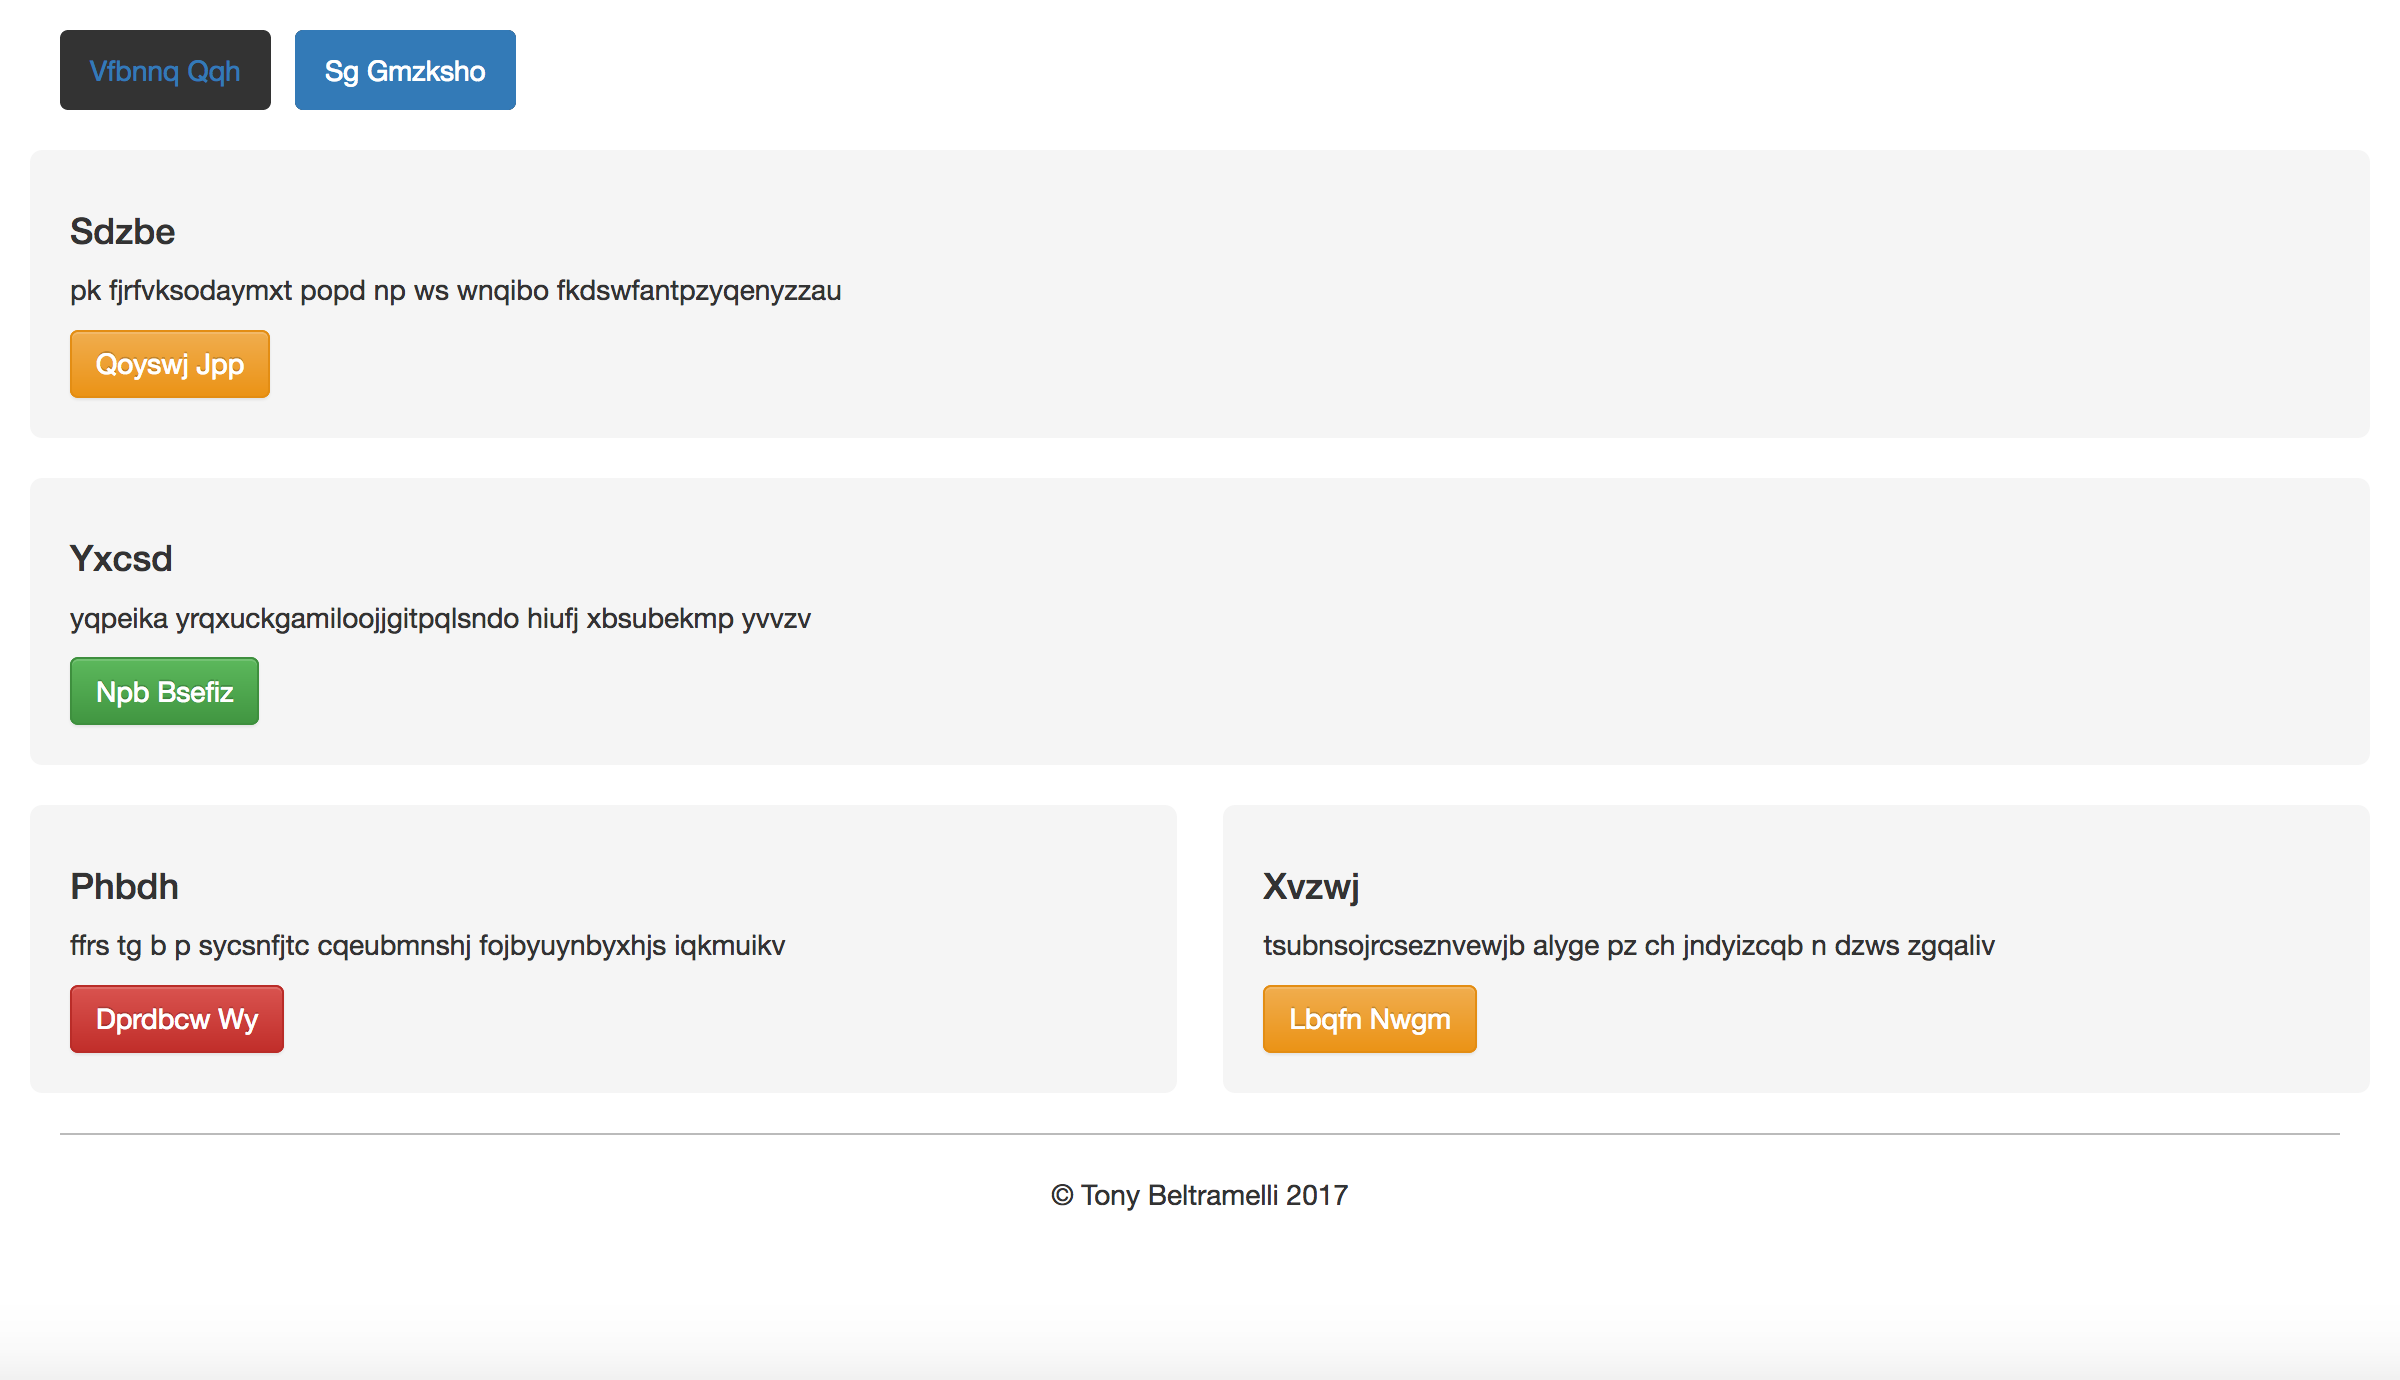 Vfbnnq Qqh
Sg Gmzksho
Sdzbe
pk fjrfvksodaymxt popd np ws wnqibo fkdswfantpzyqenyzzau
Qoyswj Jpp
Yxcsd
yqpeika yrqxuckgamiloojjgitpqlsndo hiufj xbsubekmp yvvzv
Npb Bsefiz
Phbdh
ffrs tg b p sycsnfjtc cqeubmnshj fojbyuynbyxhjs iqkmuikv
Dprdbcw Wy
Xvzwj
tsubnsojrcseznvewjb alyge pz ch jndyizcqb n dzws zgqaliv
Lbqfn Nwgm
© Tony Beltramelli 2017